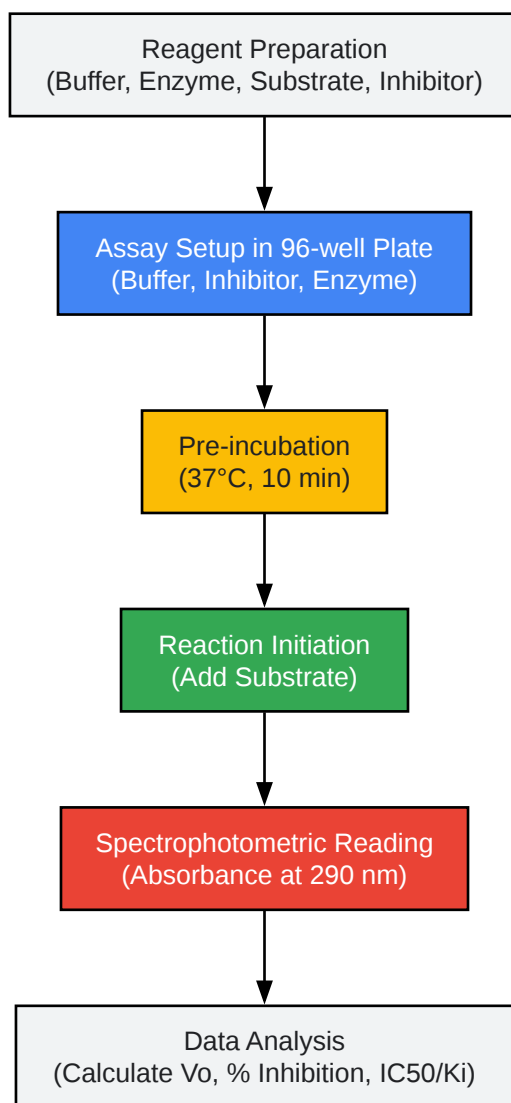 Reagent Preparation
(Buffer, Enzyme, Substrate, Inhibitor)
Assay Setup in 96-well Plate
(Buffer, Inhibitor, Enzyme)
Pre-incubation
(37°C, 10 min)
Reaction Initiation
(Add Substrate)
Spectrophotometric Reading
(Absorbance at 290 nm)
Data Analysis
(Calculate Vo, % Inhibition, IC50/Ki)